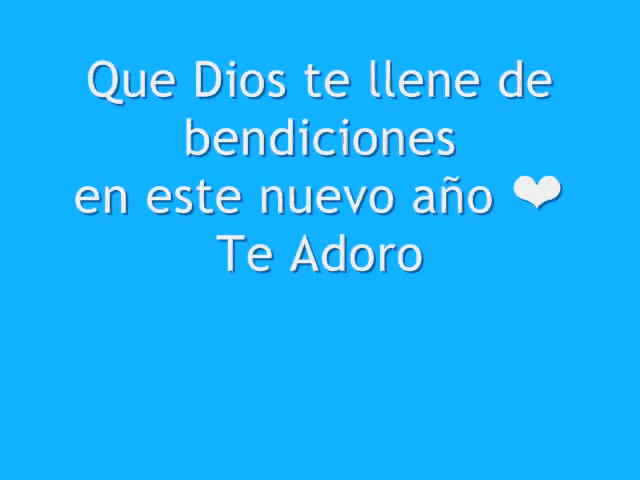 Que Dios te llene de
bendiciones
en este nuevo año ❤
Te Adoro